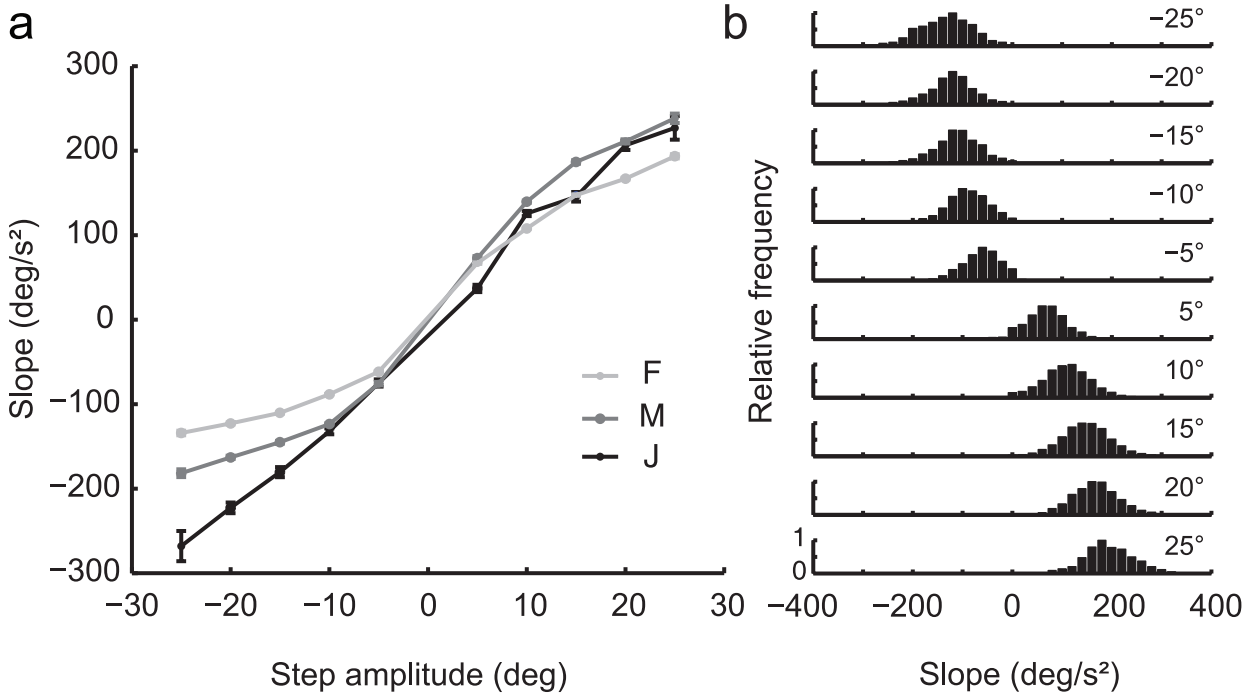 a
300
200
100
0
−100
−200
−300
Slope (deg/s²)
−30 −20 −10 0 10 20 30
Step amplitude (deg)
F
M
J
b
Relative frequency
−25°
−20°
−15°
−10°
−5°
5°
10°
15°
20°
25°
1
0
−400 −200 0 200 400
Slope (deg/s²)